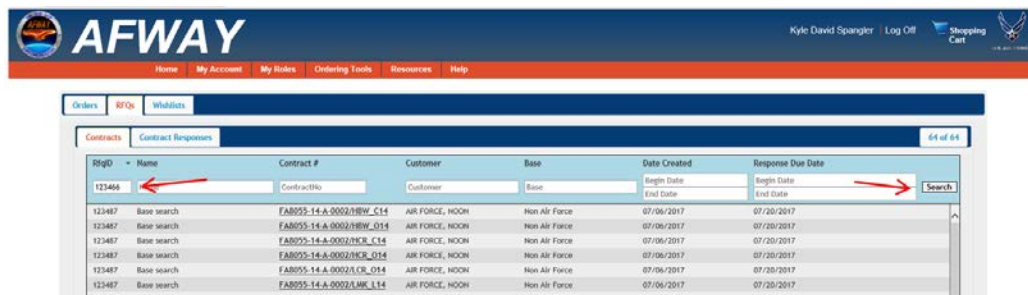 AFWAY
Kyle David Spangler | Log Off
Shopping Cart
Home My Account My Roles Ordering Tools Resources Help
Orders RFQs Wishlists
Contracts Contract Responses 64 of 64
RfqID Name Contract # Customer Base Date Created Response Due Date
Begin Date Begin Date
123466 ContractNo Customer Base Search
End Date End Date
123487 Base search FA8055-14-A-0002/HBW_C14 AIR FORCE, NOON Non Air Force 07/06/2017 07/20/2017
123487 Base search FA8055-14-A-0002/HBW_O14 AIR FORCE, NOON Non Air Force 07/06/2017 07/20/2017
123487 Base search FA8055-14-A-0002/HCR_C14 AIR FORCE, NOON Non Air Force 07/06/2017 07/20/2017
123487 Base search FA8055-14-A-0002/HCR_O14 AIR FORCE, NOON Non Air Force 07/06/2017 07/20/2017
123487 Base search FA8055-14-A-0002/LCR_O14 AIR FORCE, NOON Non Air Force 07/06/2017 07/20/2017
123487 Base search FA8055-14-A-0002/LMK_L14 AIR FORCE, NOON Non Air Force 07/06/2017 07/20/2017